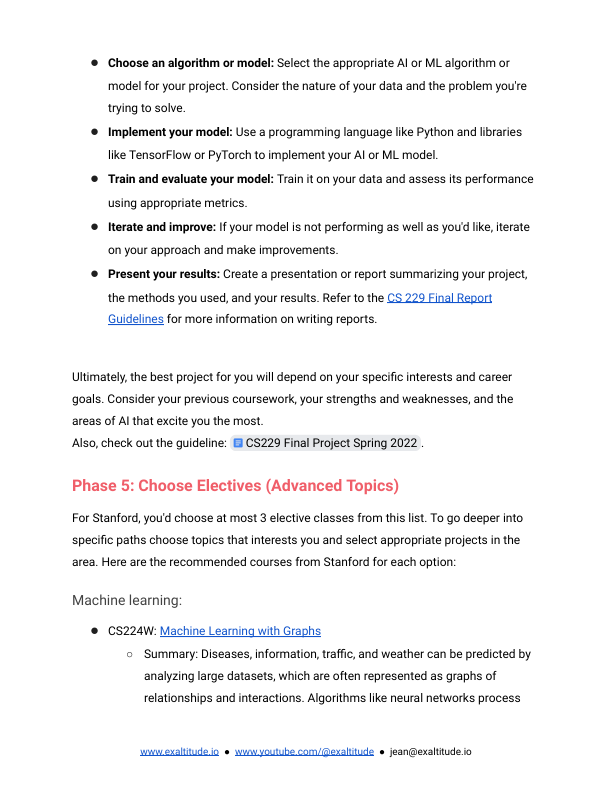 ● Choose an algorithm or model: Select the appropriate AI or ML algorithm or
model for your project. Consider the nature of your data and the problem you're
trying to solve.
● Implement your model: Use a programming language like Python and libraries
like TensorFlow or PyTorch to implement your AI or ML model.
● Train and evaluate your model: Train it on your data and assess its performance
using appropriate metrics.
● Iterate and improve: If your model is not performing as well as you'd like, iterate
on your approach and make improvements.
● Present your results: Create a presentation or report summarizing your project,
the methods you used, and your results. Refer to the CS 229 Final Report
Guidelines for more information on writing reports.
Ultimately, the best project for you will depend on your specific interests and career
goals. Consider your previous coursework, your strengths and weaknesses, and the
areas of AI that excite you the most.
Also, check out the guideline: CS229 Final Project Spring 2022 .
Phase 5: Choose Electives (Advanced Topics)
For Stanford, you'd choose at most 3 elective classes from this list. To go deeper into
specific paths choose topics that interests you and select appropriate projects in the
area. Here are the recommended courses from Stanford for each option:
Machine learning:
● CS224W: Machine Learning with Graphs
○ Summary: Diseases, information, traffic, and weather can be predicted by
analyzing large datasets, which are often represented as graphs of
relationships and interactions. Algorithms like neural networks process
www.exaltitude.io ● www.youtube.com/@exaltitude ● jean@exaltitude.io